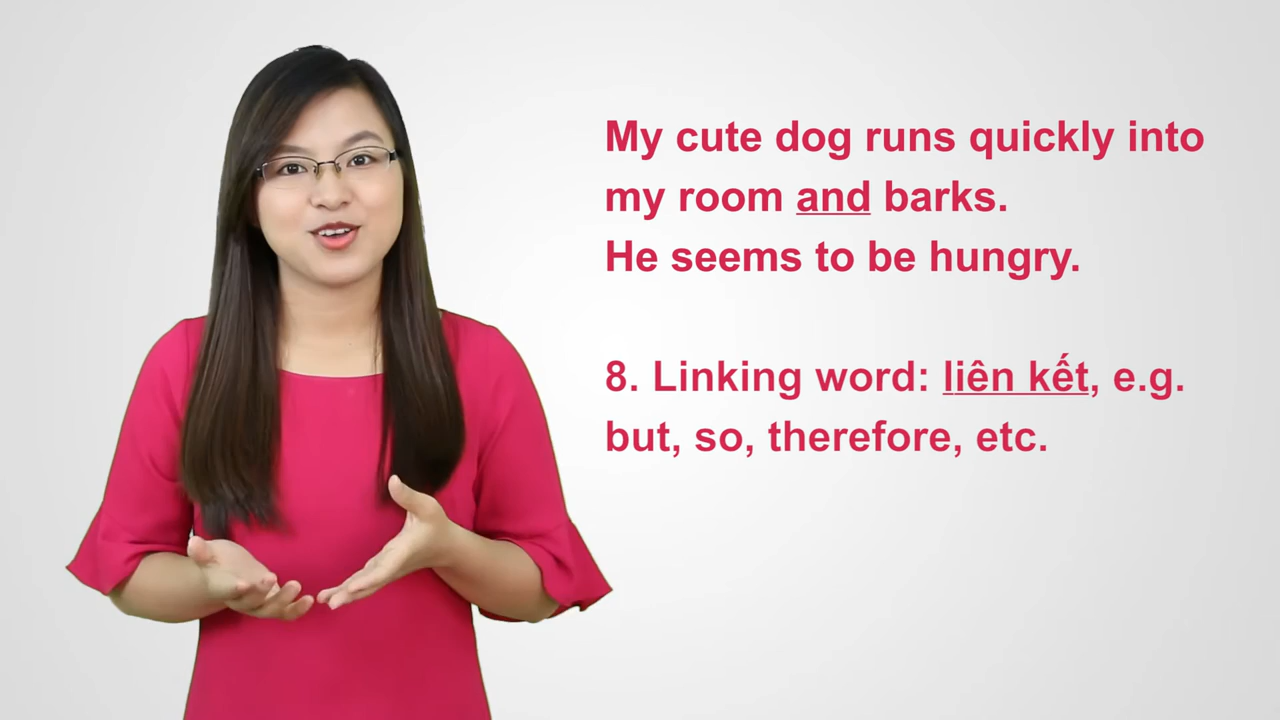 My cute dog runs quickly into
my room and barks.
He seems to be hungry.
8. Linking word: liên kết, e.g.
but, so, therefore, etc.